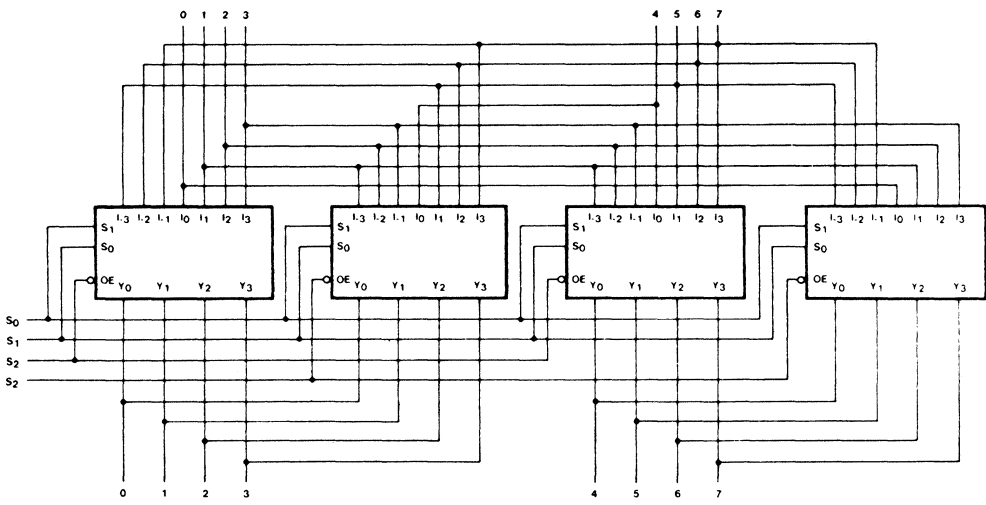 0 1 2 3 4 5 6 7
I-3 I-2 I-1 I0 I1 I2 I3 I-3 I-2 I-1 I0 I1 I2 I3 I-3 I-2 I-1 I0 I1 I2 I3 I-3 I-2 I-1 I0 I1 I2 I3
S1 S1 S1 S1
S0 S0 S0 S0
OE OE OE OE
Y0 Y1 Y2 Y3 Y0 Y1 Y2 Y3 Y0 Y1 Y2 Y3 Y0 Y1 Y2 Y3
S0
S1
S2
S2
0 1 2 3 4 5 6 7